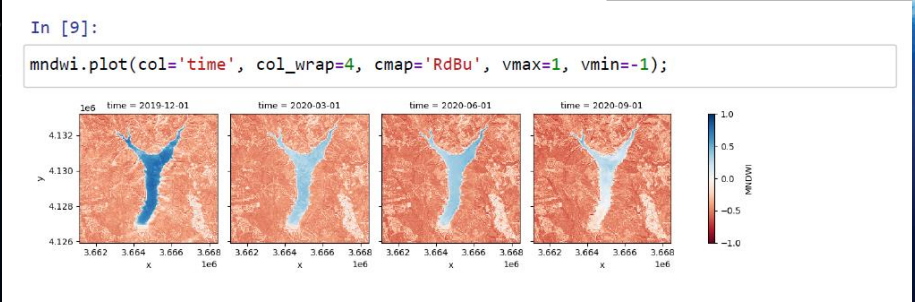 In [9]:
mndwi.plot(col='time', col_wrap=4, cmap='RdBu', vmax=1, vmin=-1);
1e6 time = 2019-12-01 time = 2020-03-01 time = 2020-06-01 time = 2020-09-01
4.132
4.130
4.128
4.126
y
3.662 3.664 3.666 3.668 3.662 3.664 3.666 3.668 3.662 3.664 3.666 3.668 3.662 3.664 3.666 3.668
x 1e6 x 1e6 x 1e6 x 1e6
1.0
0.5
0.0
−0.5
−1.0
MNDWI